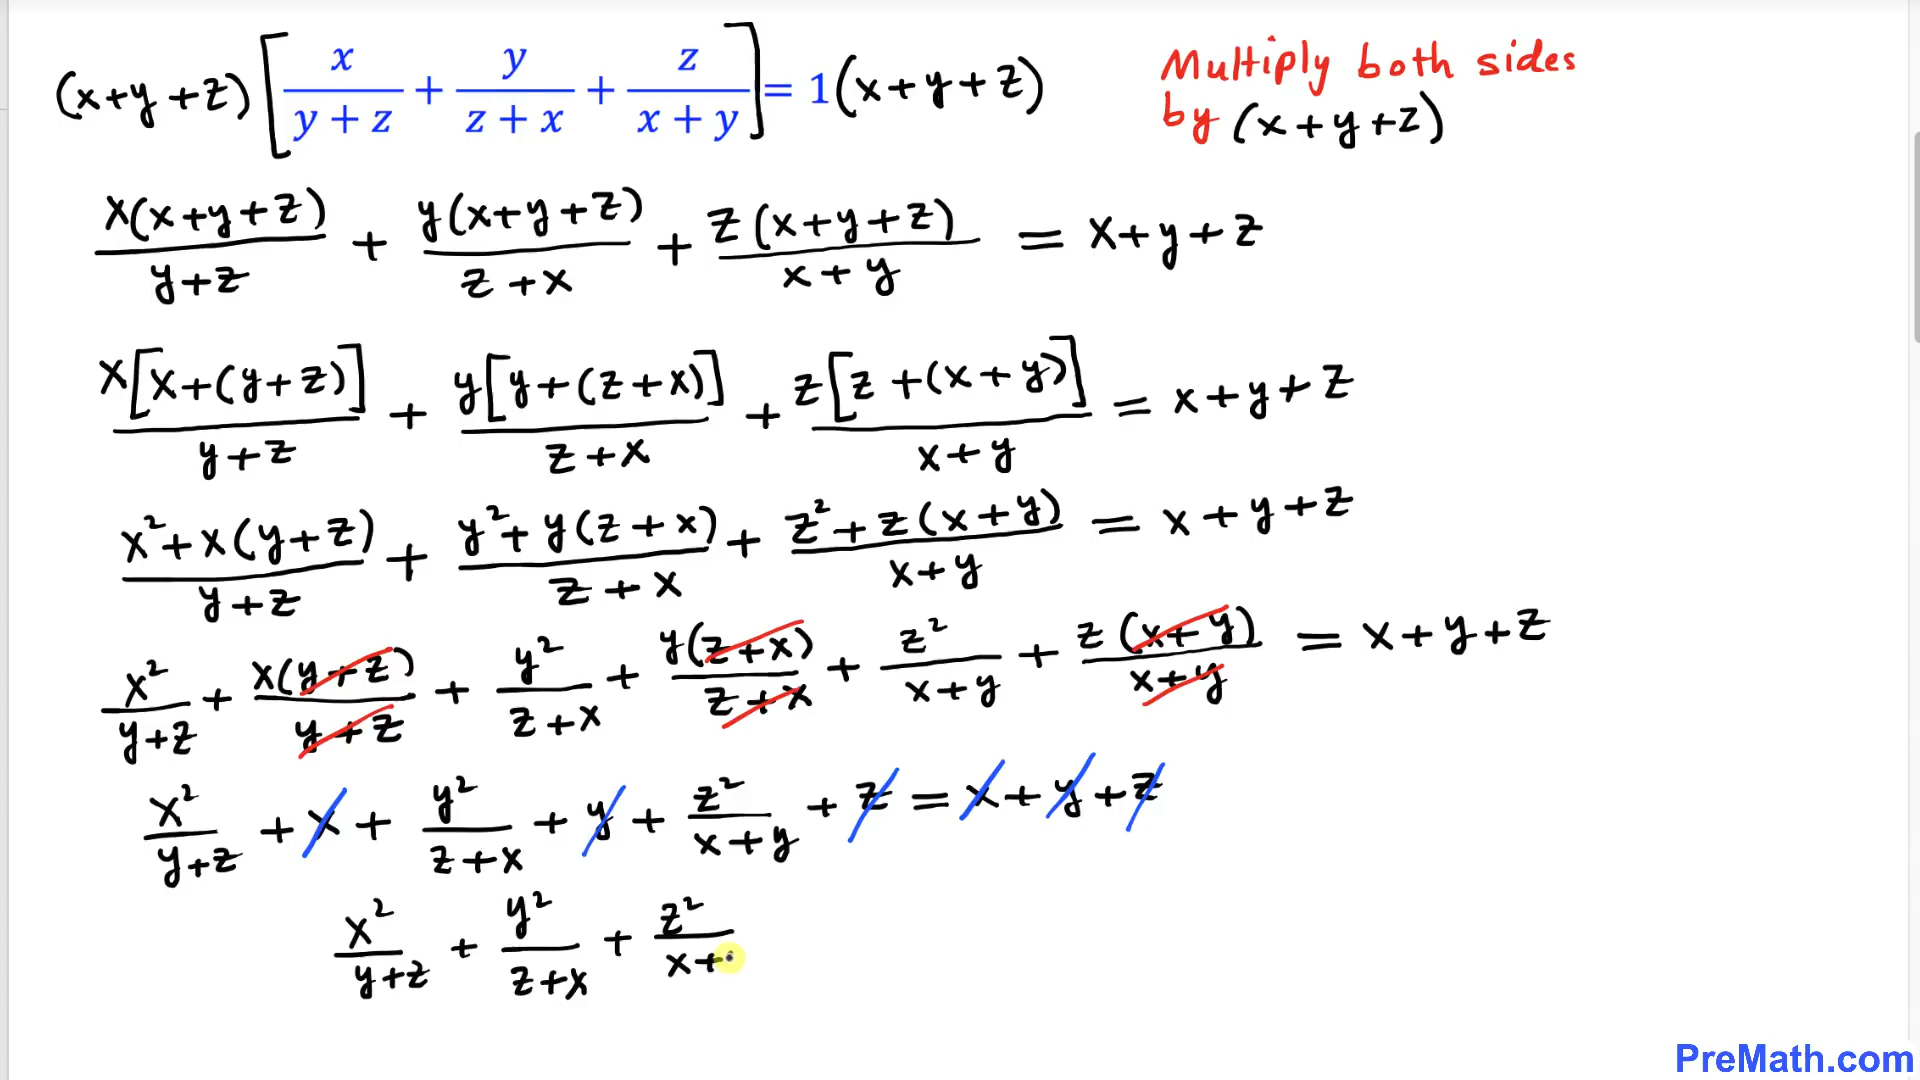 (x+y+z) [ x/(y+z) + y/(z+x) + z/(x+y) ] = 1(x+y+z)
Multiply both sides
by (x+y+z)
x(x+y+z)/(y+z) + y(x+y+z)/(z+x) + z(x+y+z)/(x+y) = x+y+z
x[x+(y+z)]/(y+z) + y[y+(z+x)]/(z+x) + z[z+(x+y)]/(x+y) = x+y+z
(x²+x(y+z))/(y+z) + (y²+y(z+x))/(z+x) + (z²+z(x+y))/(x+y) = x+y+z
x²/(y+z) + x(y+z)/(y+z) + y²/(z+x) + y(z+x)/(z+x) + z²/(x+y) + z(x+y)/(x+y) = x+y+z
x²/(y+z) + x + y²/(z+x) + y + z²/(x+y) + z = x+y+z
x²/(y+z) + y²/(z+x) + z²/(x+
PreMath.com